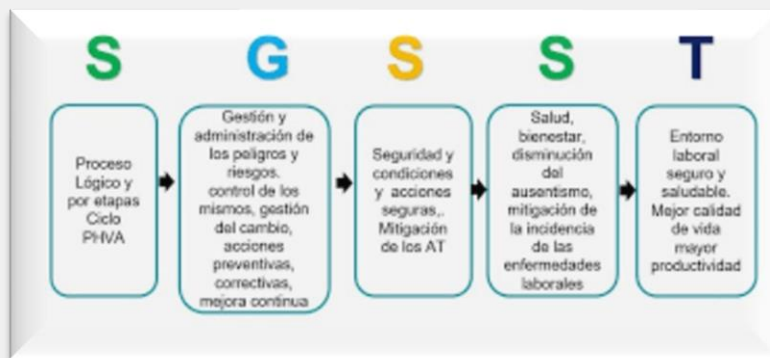 S G S S T
Proceso
Lógico y
por etapas
Ciclo
PHVA
Gestión y
administración de
los peligros y
riesgos.
control de los
mismos, gestión
del cambio,
acciones
preventivas,
correctivas,
mejora continua
Seguridad y
condiciones
y acciones
seguras,.
Mitigación
de los AT
Salud,
bienestar,
disminución
del
ausentismo,
mitigación de
la incidencia
de las
enfermedades
laborales
Entorno
laboral
seguro y
saludable.
Mejor calidad
de vida
mayor
productividad